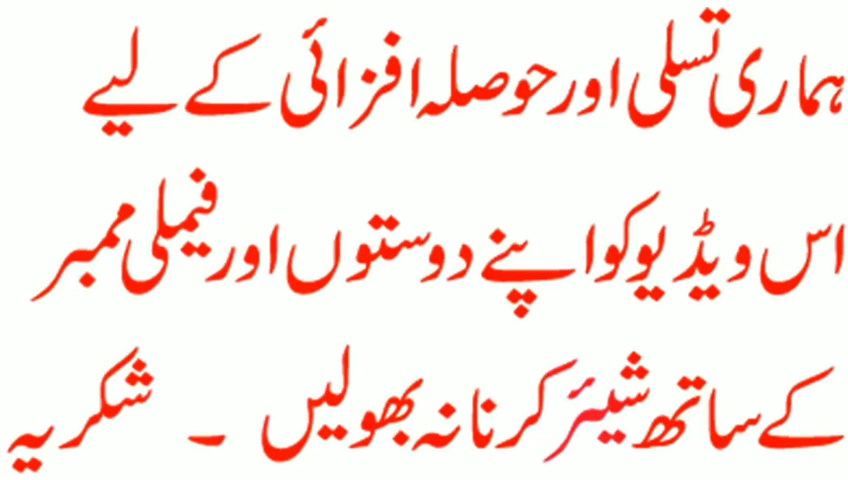 ہماری تسلی اور حوصلہ افزائی کے لیے
اس ویڈیو کو اپنے دوستوں اور فیملی ممبر
کے ساتھ شیئر کرنا نہ بھولیں ۔ شکریہ